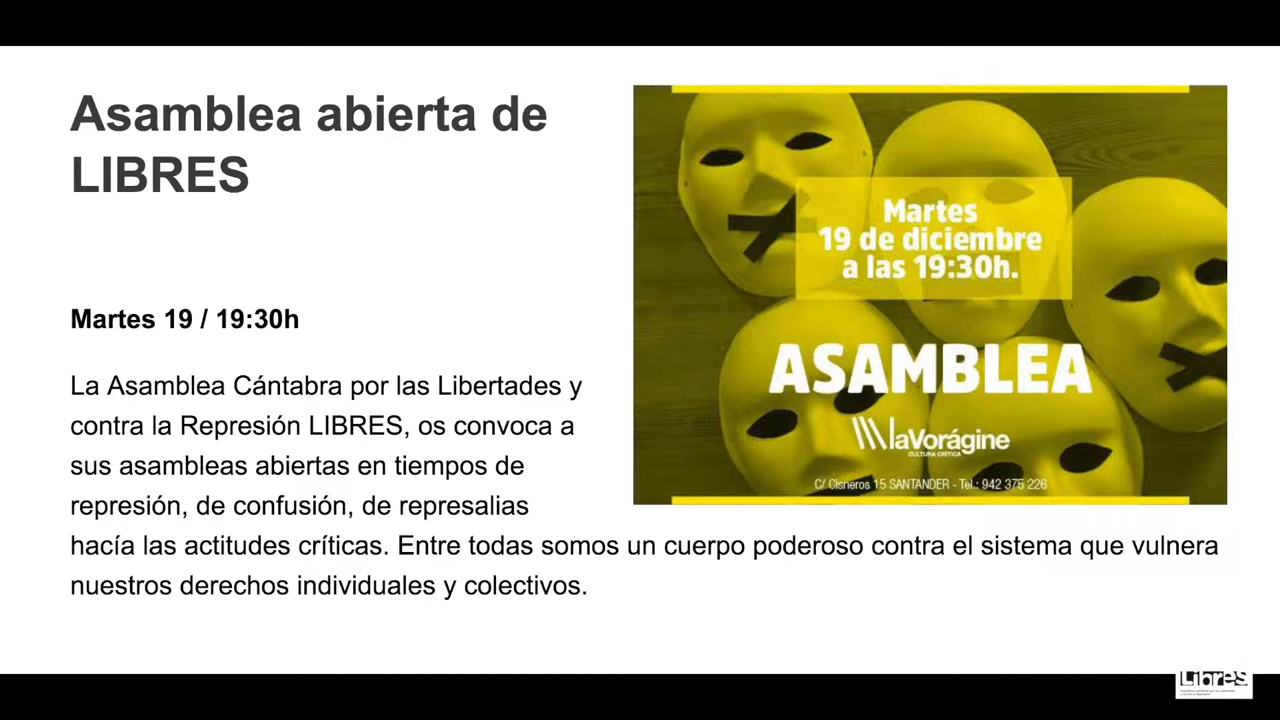 Asamblea abierta de
LIBRES
Martes 19 / 19:30h
La Asamblea Cántabra por las Libertades y
contra la Represión LIBRES, os convoca a
sus asambleas abiertas en tiempos de
represión, de confusión, de represalias
hacía las actitudes críticas. Entre todas somos un cuerpo poderoso contra el sistema que vulnera
nuestros derechos individuales y colectivos.
Martes
19 de diciembre
a las 19:30h.
ASAMBLEA
laVorágine
CULTURA CRÍTICA
C/ Cisneros 15 SANTANDER - Tel.: 942 375 226
LibreS